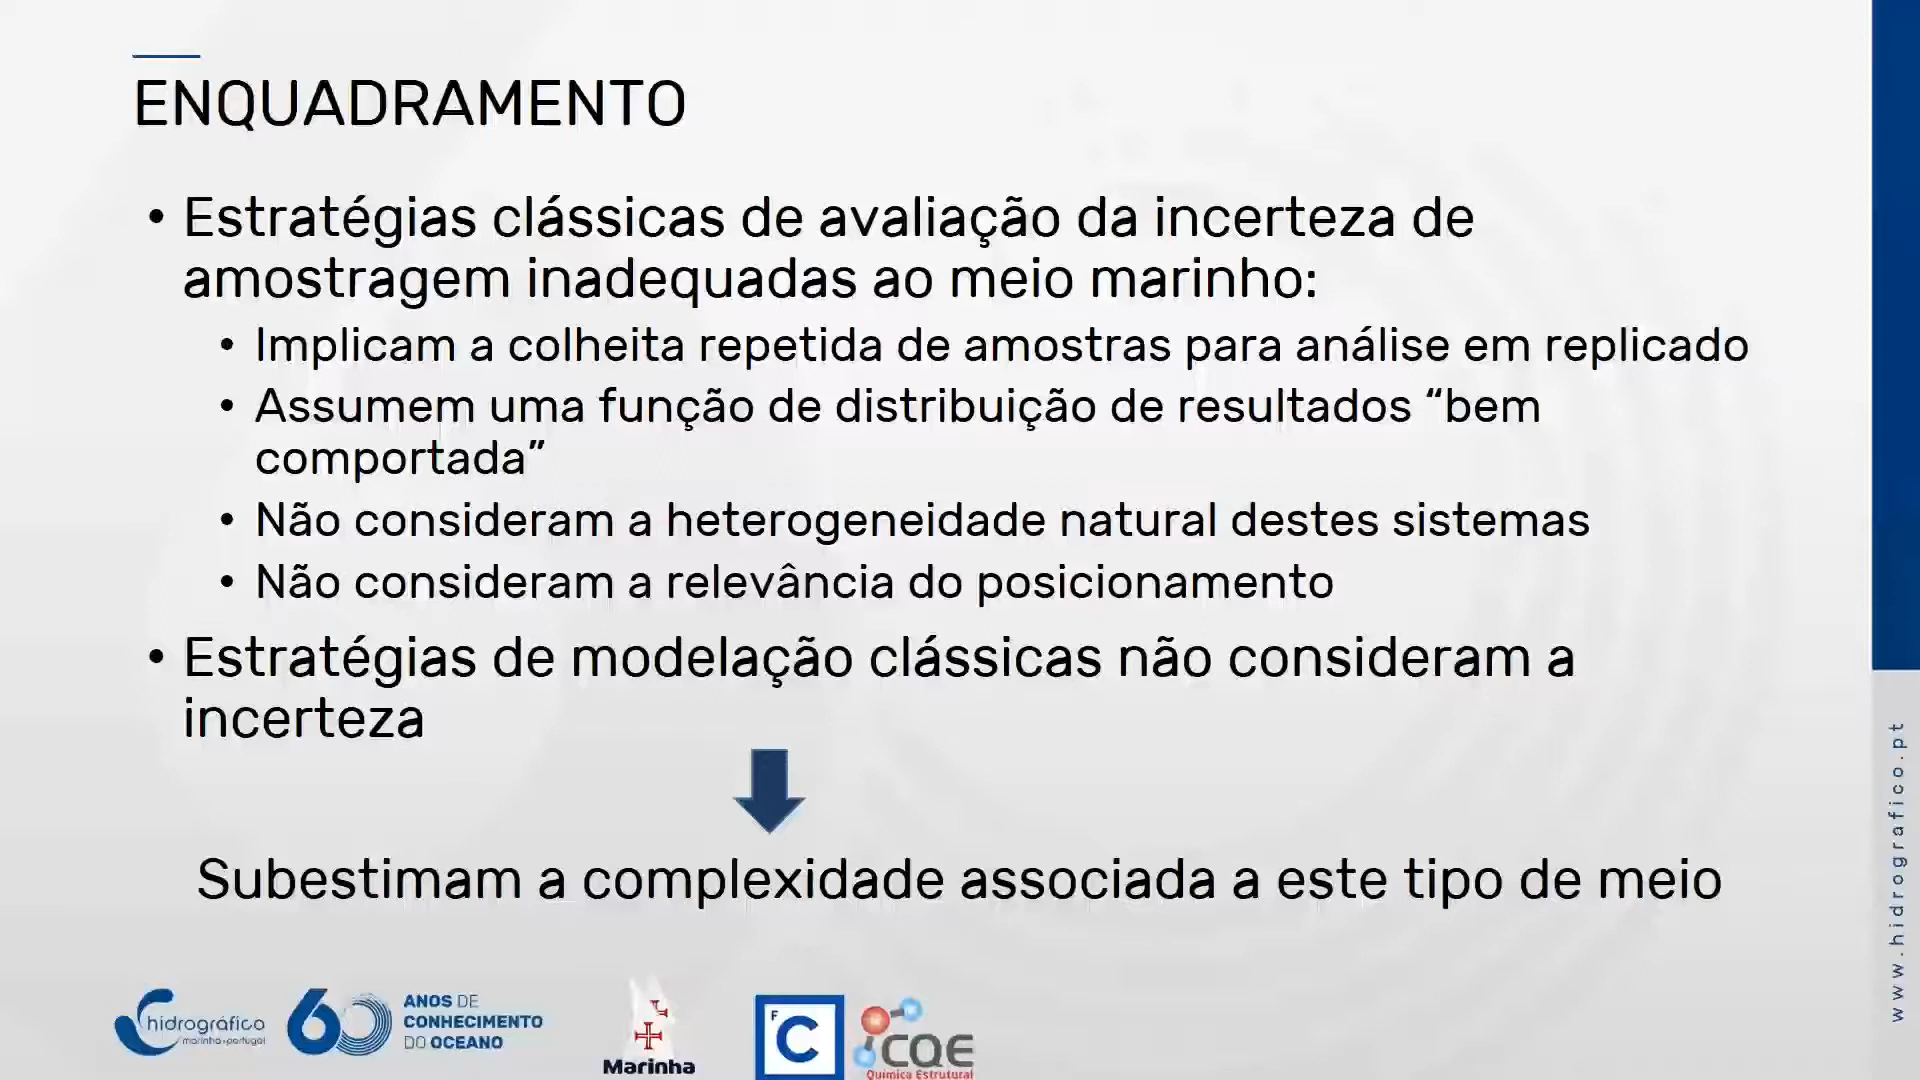 ENQUADRAMENTO
• Estratégias clássicas de avaliação da incerteza de
amostragem inadequadas ao meio marinho:
• Implicam a colheita repetida de amostras para análise em replicado
• Assumem uma função de distribuição de resultados “bem
comportada”
• Não consideram a heterogeneidade natural destes sistemas
• Não consideram a relevância do posicionamento
• Estratégias de modelação clássicas não consideram a
incerteza
Subestimam a complexidade associada a este tipo de meio
www.hidrografico.pt
hidrográfico
marinha • portugal
60
ANOS DE
CONHECIMENTO
DO OCEANO
Marinha
F
C
CQE
Química Estrutural